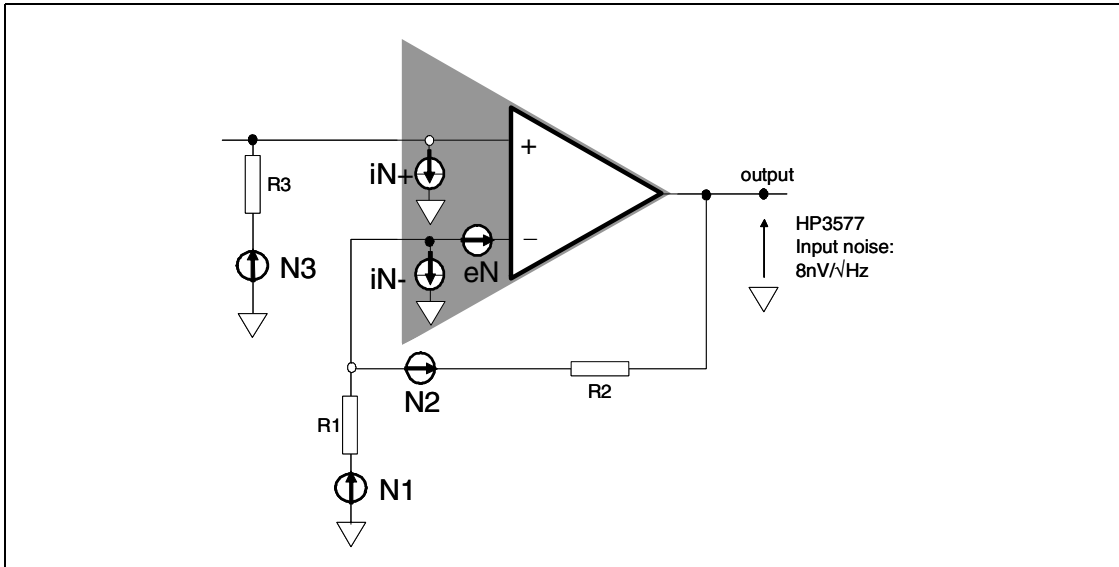 +
output
iN+
R3
HP3577
Input noise:
8nV/√Hz
N3
−
iN-
eN
N2
R2
R1
N1